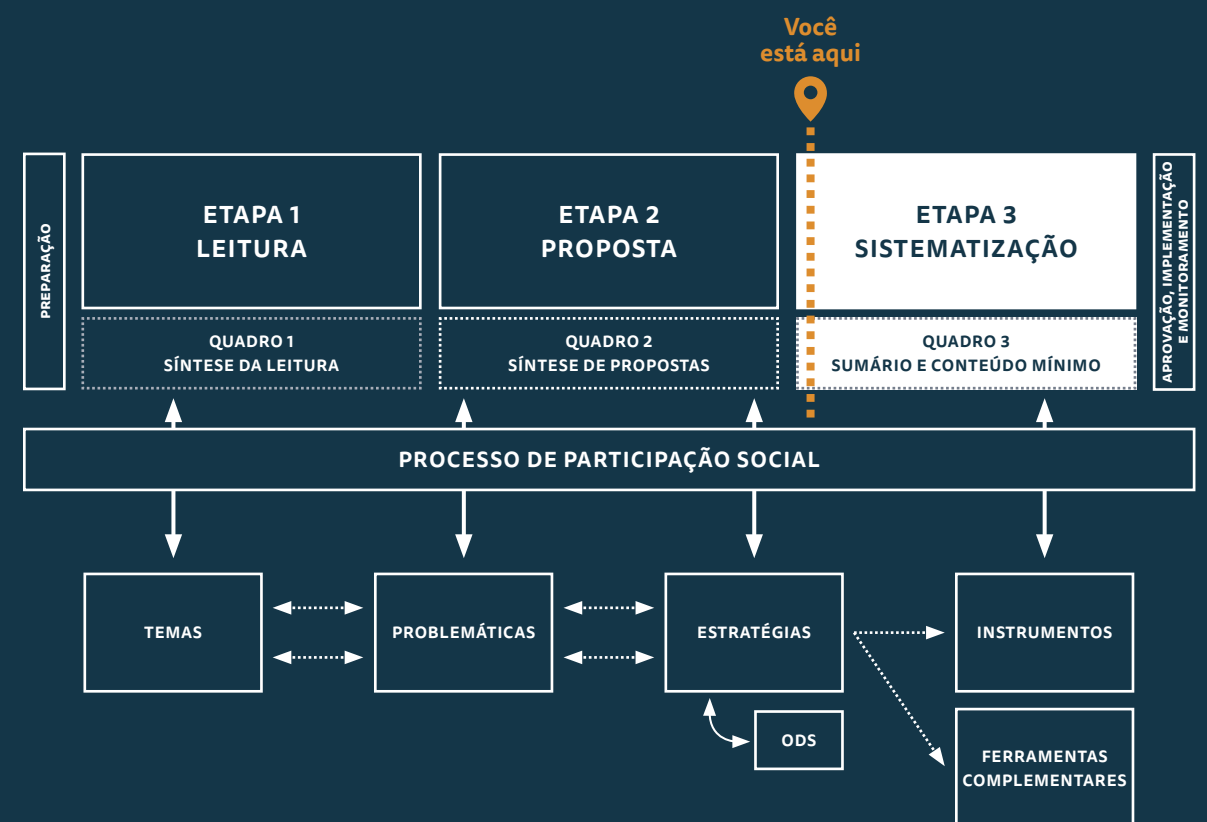 Você
está aqui
PREPARAÇÃO
ETAPA 1
LEITURA
QUADRO 1
SÍNTESE DA LEITURA
ETAPA 2
PROPOSTA
QUADRO 2
SÍNTESE DE PROPOSTAS
ETAPA 3
SISTEMATIZAÇÃO
QUADRO 3
SUMÁRIO E CONTEÚDO MÍNIMO
APROVAÇÃO, IMPLEMENTAÇÃO
E MONITORAMENTO
PROCESSO DE PARTICIPAÇÃO SOCIAL
TEMAS
PROBLEMÁTICAS
ESTRATÉGIAS
INSTRUMENTOS
ODS
FERRAMENTAS
COMPLEMENTARES